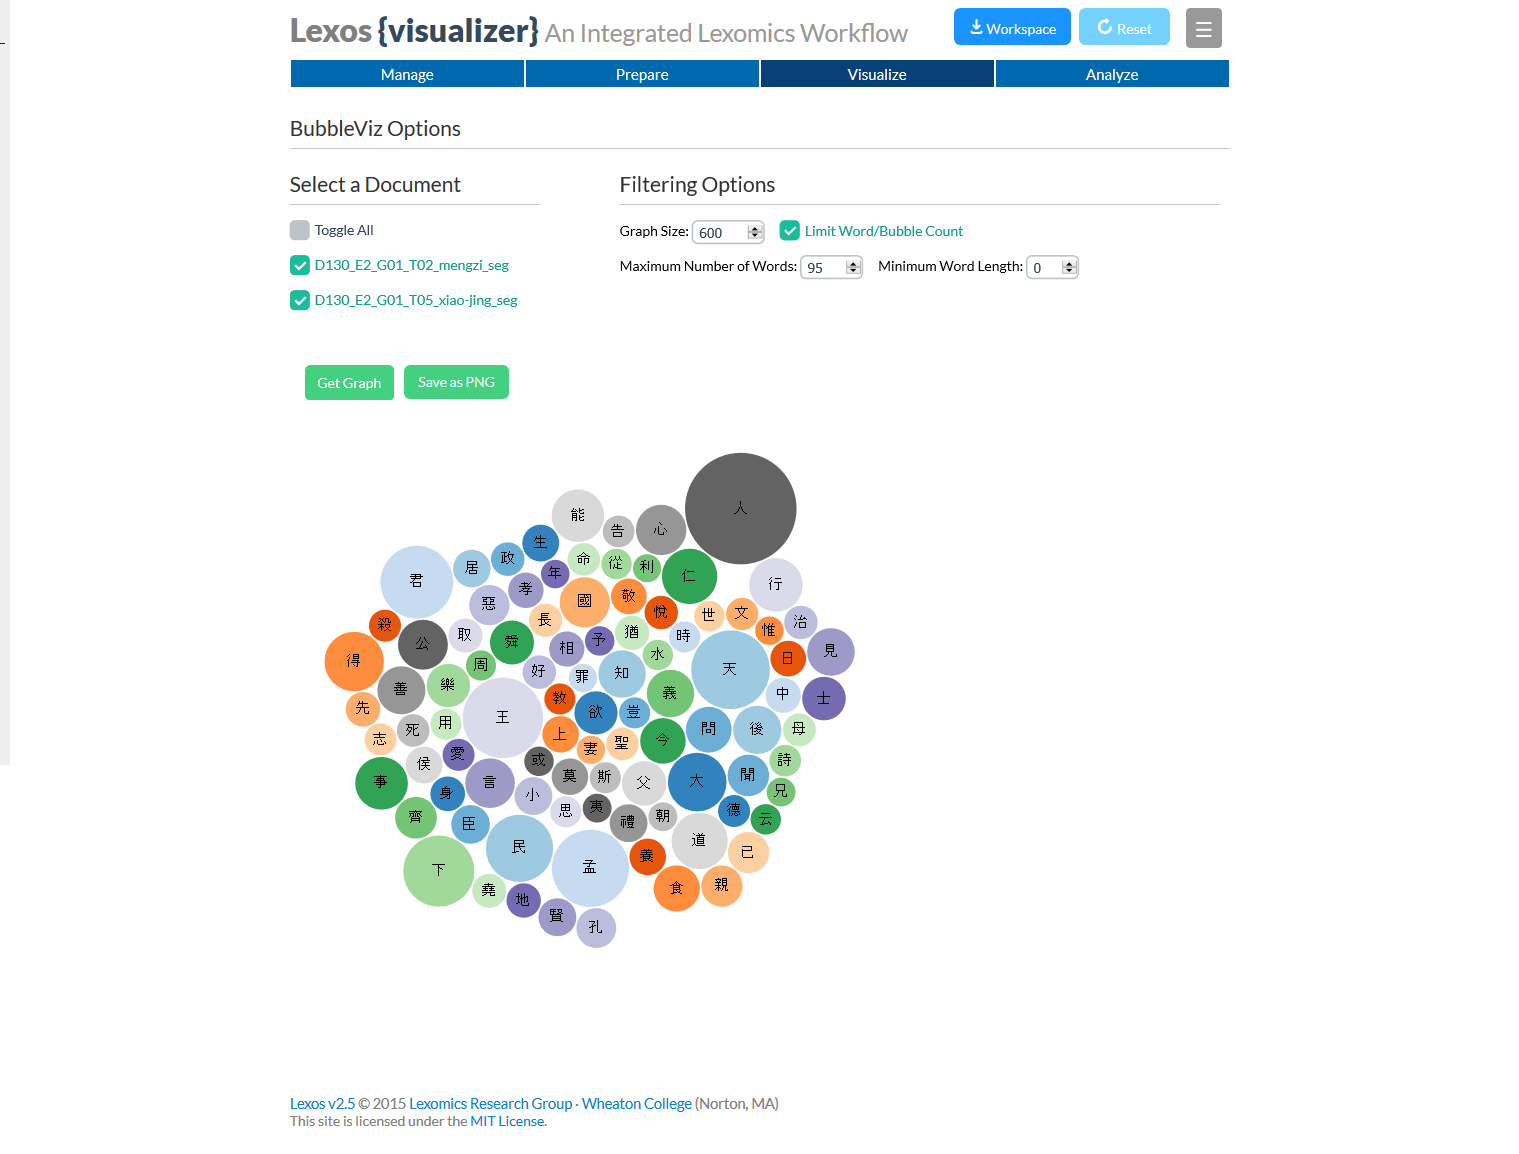 Lexos {visualizer} An Integrated Lexomics Workflow
Workspace
Reset
Manage
Prepare
Visualize
Analyze
BubbleViz Options
Select a Document
Filtering Options
Toggle All
Graph Size: 600
Limit Word/Bubble Count
D130_E2_G01_T02_mengzi_seg
Maximum Number of Words: 95
Minimum Word Length: 0
D130_E2_G01_T05_xiao-jing_seg
Get Graph
Save as PNG
人
能
告
心
生
政
居
君
年
命
從
利
仁
行
孝
惡
國
敬
悅
世
文
惟
治
長
殺
公
取
舜
相
予
猶
時
水
見
日
天
得
善
樂
周
好
罪
知
義
中
士
先
志
死
用
王
教
欲
豈
上
妻
聖
今
問
後
母
侯
愛
或
莫
斯
父
大
聞
詩
兄
事
身
言
小
思
夷
禮
朝
德
云
齊
臣
民
孟
道
已
養
下
堯
地
賢
孔
食
親
Lexos v2.5 © 2015 Lexomics Research Group · Wheaton College (Norton, MA)
This site is licensed under the MIT License.